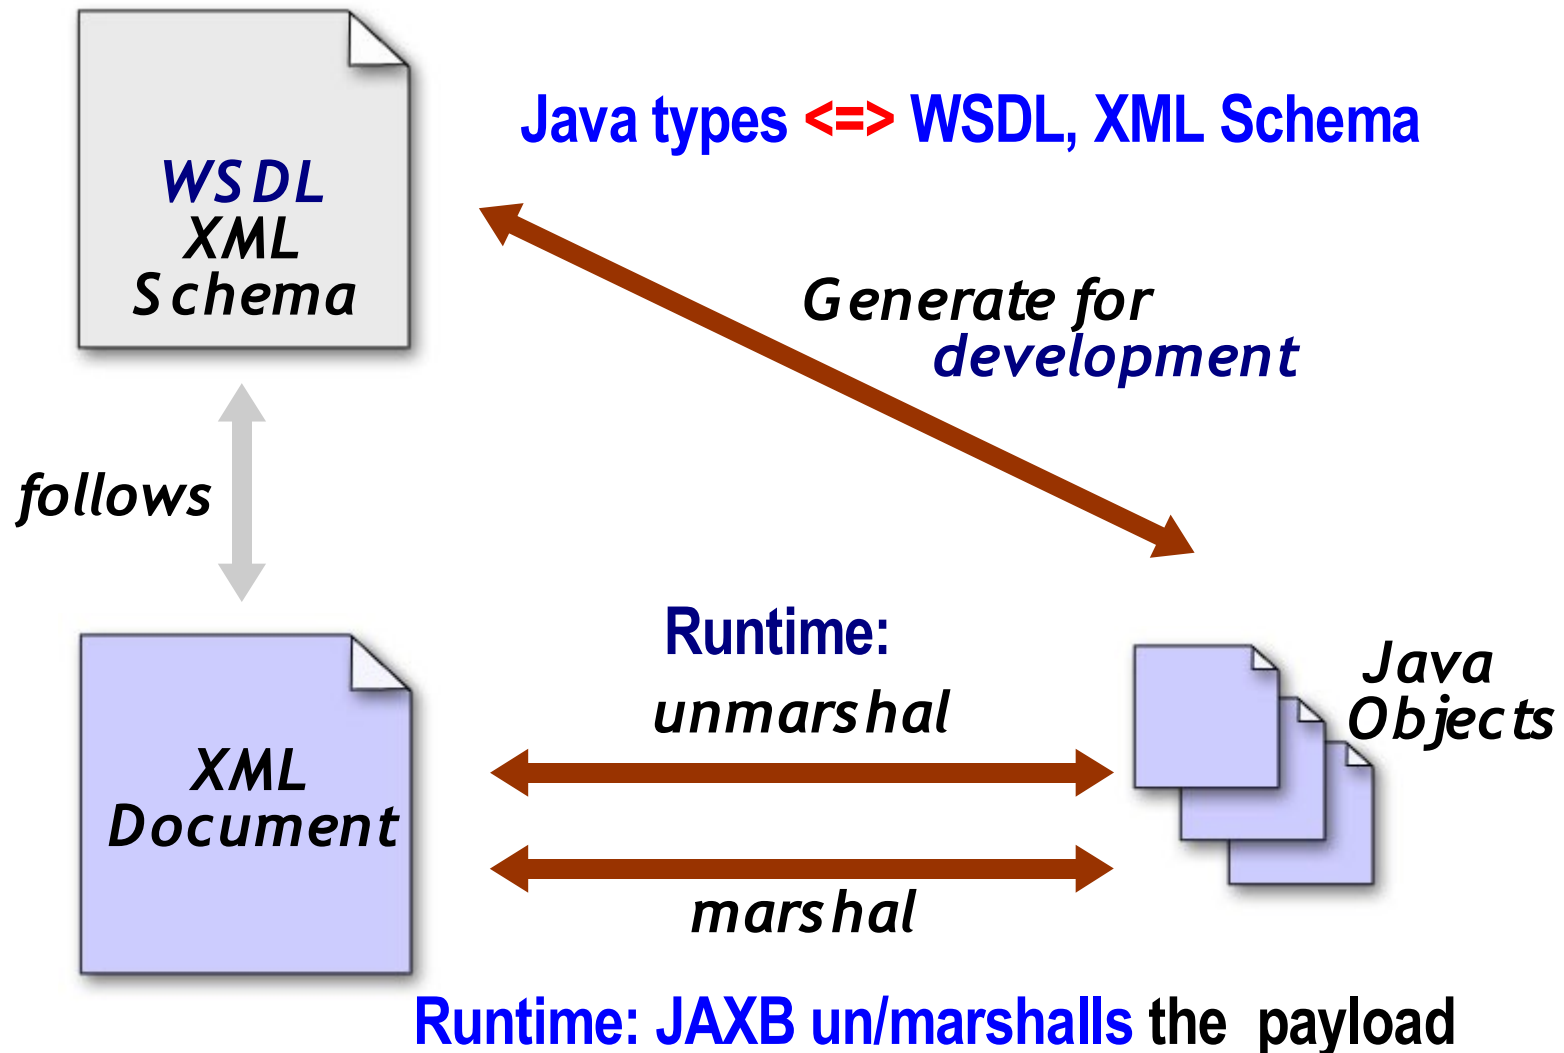 Java types <=> WSDL, XML Schema
WSDL
XML
Schema
Generate for
development
follows
Runtime:
unmarshal
Java
Objects
XML
Document
marshal
Runtime: JAXB un/marshalls the payload